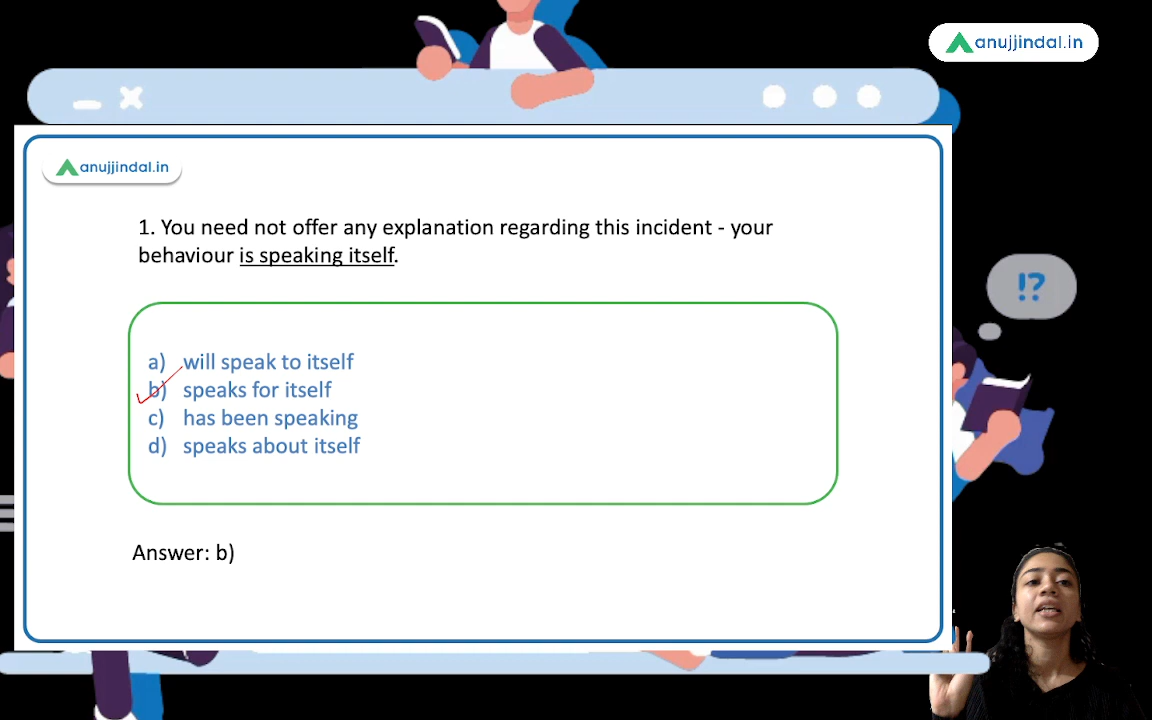 anujjindal.in
anujjindal.in
1. You need not offer any explanation regarding this incident - your
behaviour is speaking itself.
!?
a) will speak to itself
b) speaks for itself
c) has been speaking
d) speaks about itself
Answer: b)